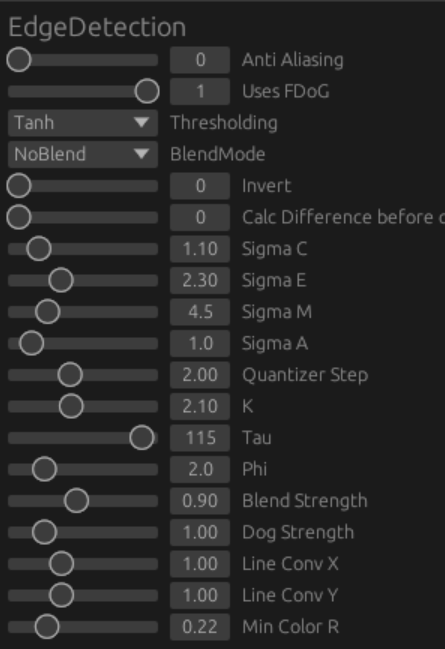 EdgeDetection
0 Anti Aliasing
1 Uses FDoG
Tanh Thresholding
NoBlend BlendMode
0 Invert
0 Calc Difference before
1.10 Sigma C
2.30 Sigma E
4.5 Sigma M
1.0 Sigma A
2.00 Quantizer Step
2.10 K
115 Tau
2.0 Phi
0.90 Blend Strength
1.00 Dog Strength
1.00 Line Conv X
1.00 Line Conv Y
0.22 Min Color R